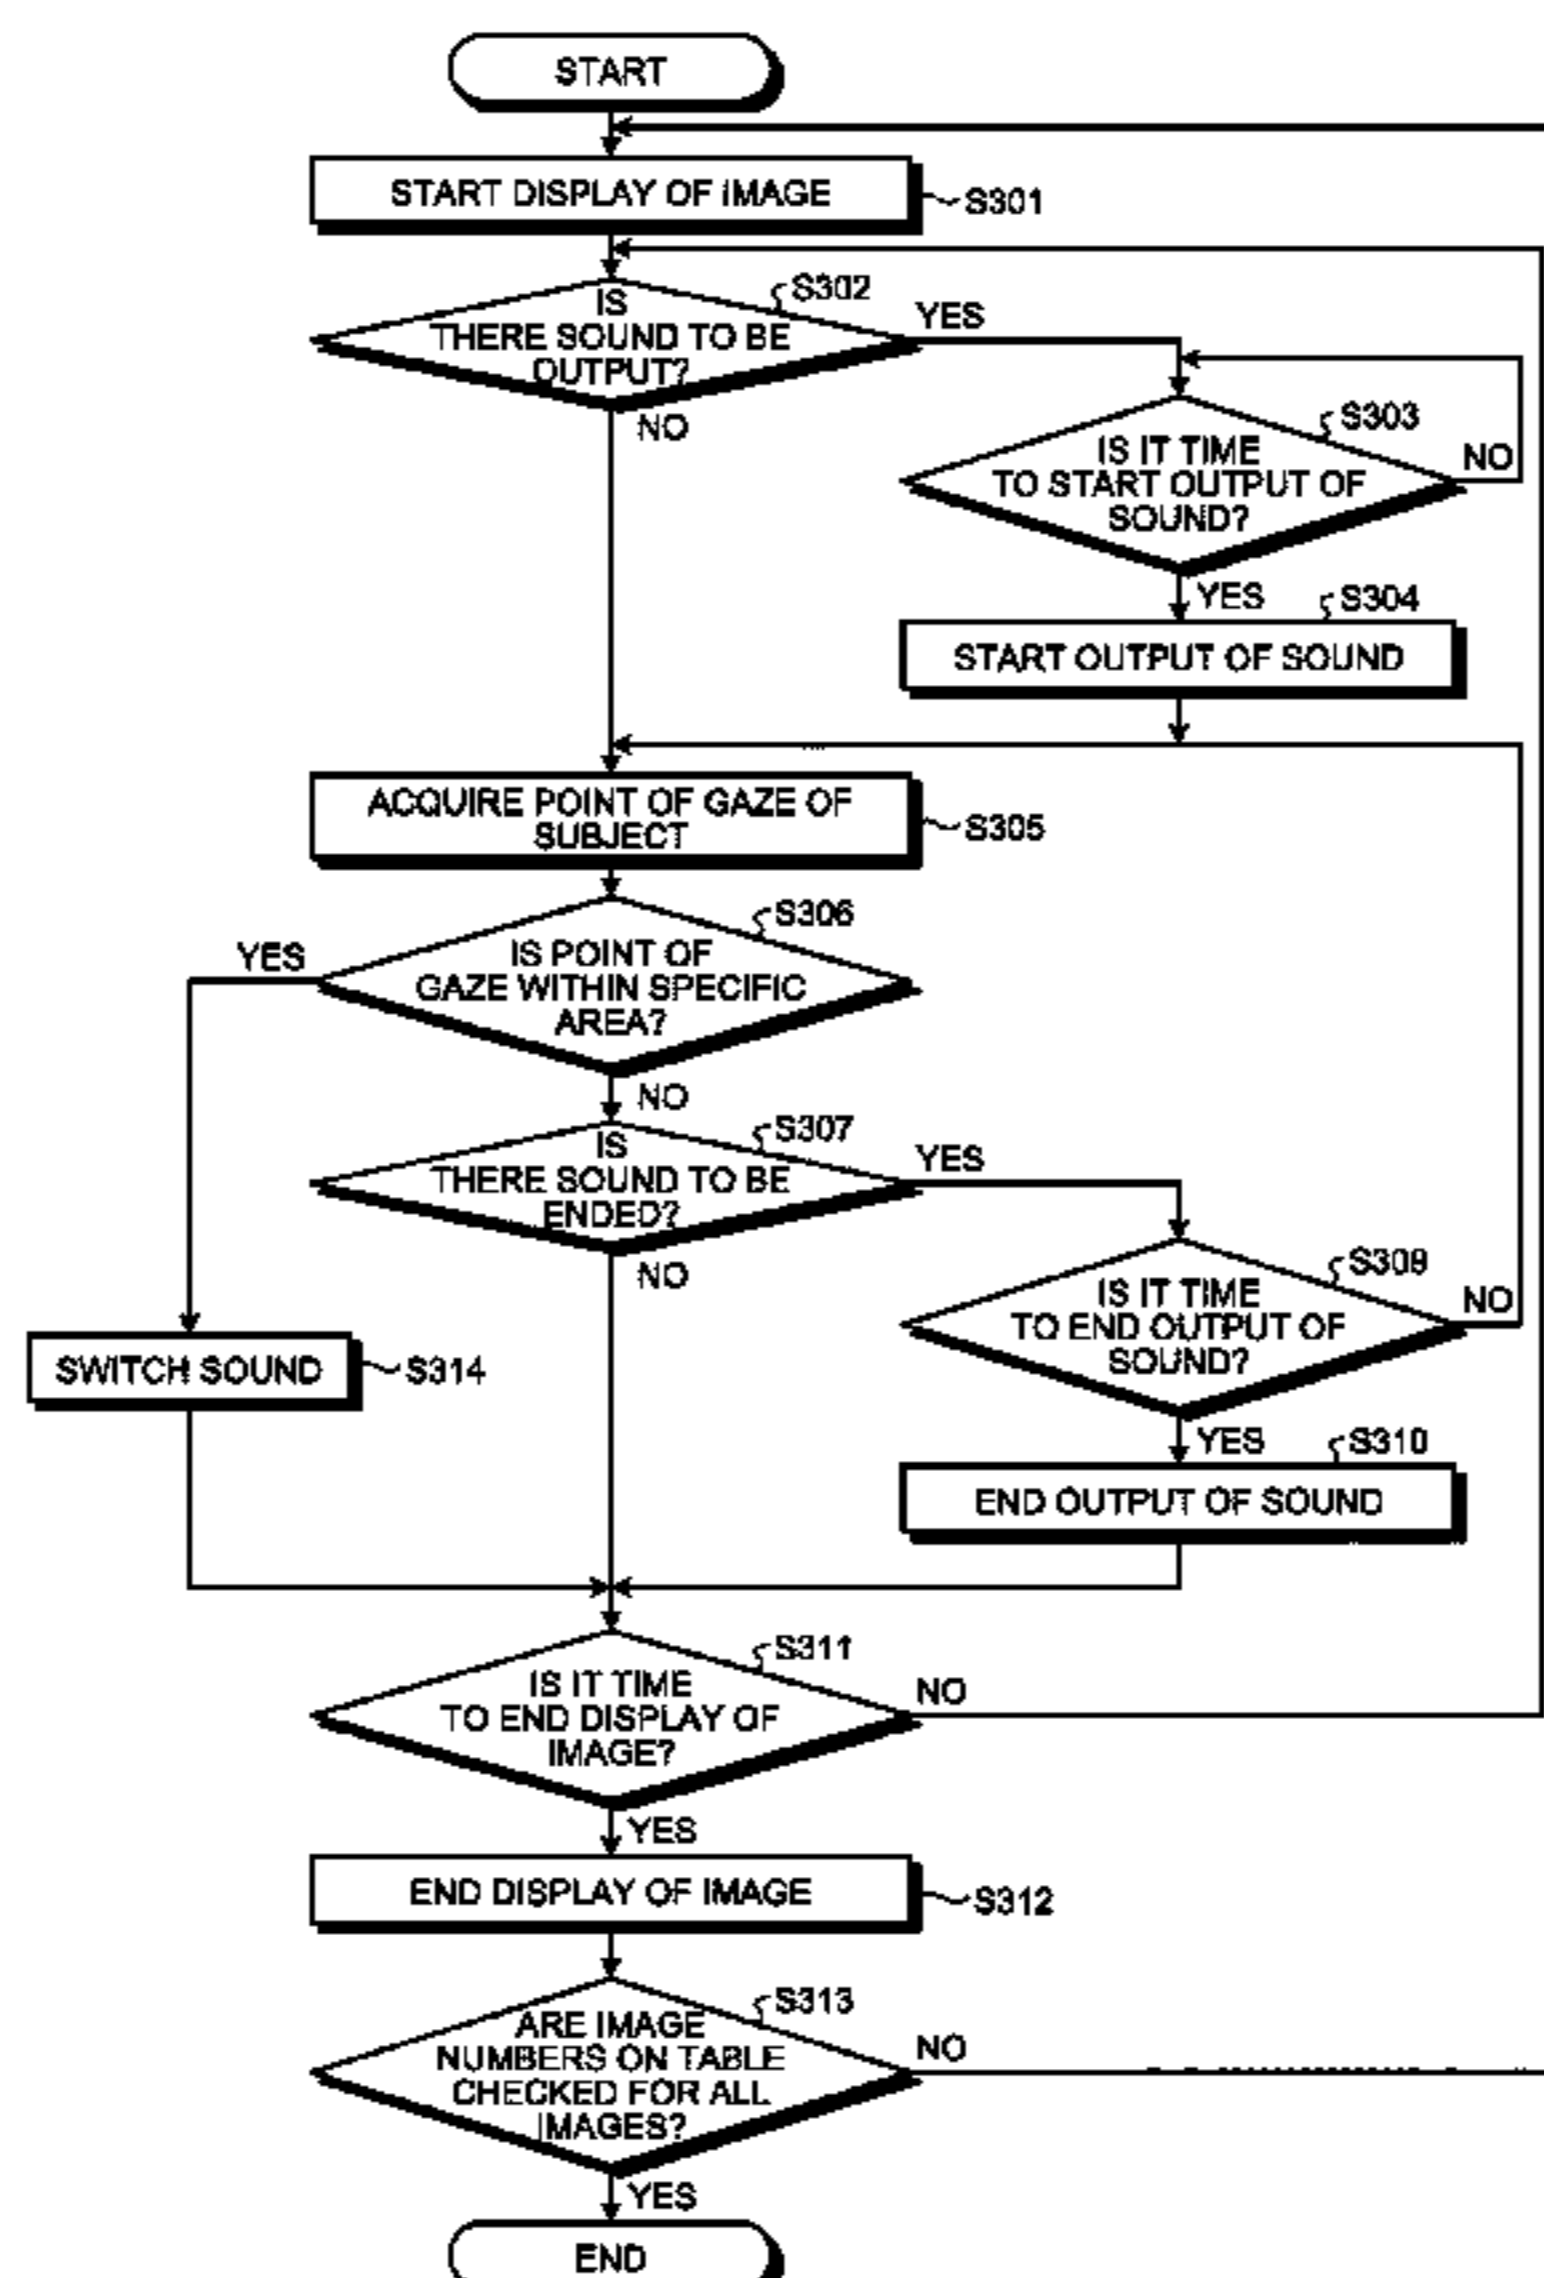 START
START DISPLAY OF IMAGE
S301
S302
IS
THERE SOUND TO BE
OUTPUT?
YES
NO
S303
IS IT TIME
TO START OUTPUT OF
SOUND?
NO
YES
S304
START OUTPUT OF SOUND
ACQUIRE POINT OF GAZE OF
SUBJECT
S305
S306
YES
IS POINT OF
GAZE WITHIN SPECIFIC
AREA?
NO
S307
IS
THERE SOUND TO BE
ENDED?
YES
NO
S309
IS IT TIME
TO END OUTPUT OF
SOUND?
NO
SWITCH SOUND
S314
YES
S310
END OUTPUT OF SOUND
S311
IS IT TIME
TO END DISPLAY OF
IMAGE?
NO
YES
END DISPLAY OF IMAGE
S312
S313
ARE IMAGE
NUMBERS ON TABLE
CHECKED FOR ALL
IMAGES?
NO
YES
END